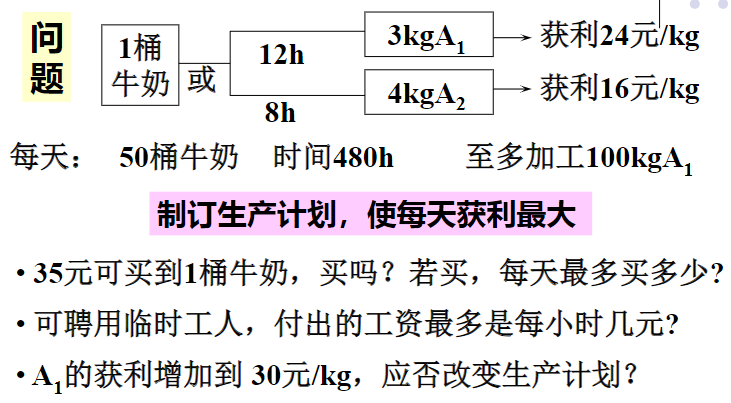 问题
1桶牛奶
或
12h
3kgA₁
获利24元/kg
8h
4kgA₂
获利16元/kg
每天： 50桶牛奶 时间480h 至多加工100kgA₁
制订生产计划，使每天获利最大
• 35元可买到1桶牛奶，买吗？若买，每天最多买多少?
• 可聘用临时工人，付出的工资最多是每小时几元?
• A₁的获利增加到 30元/kg，应否改变生产计划？